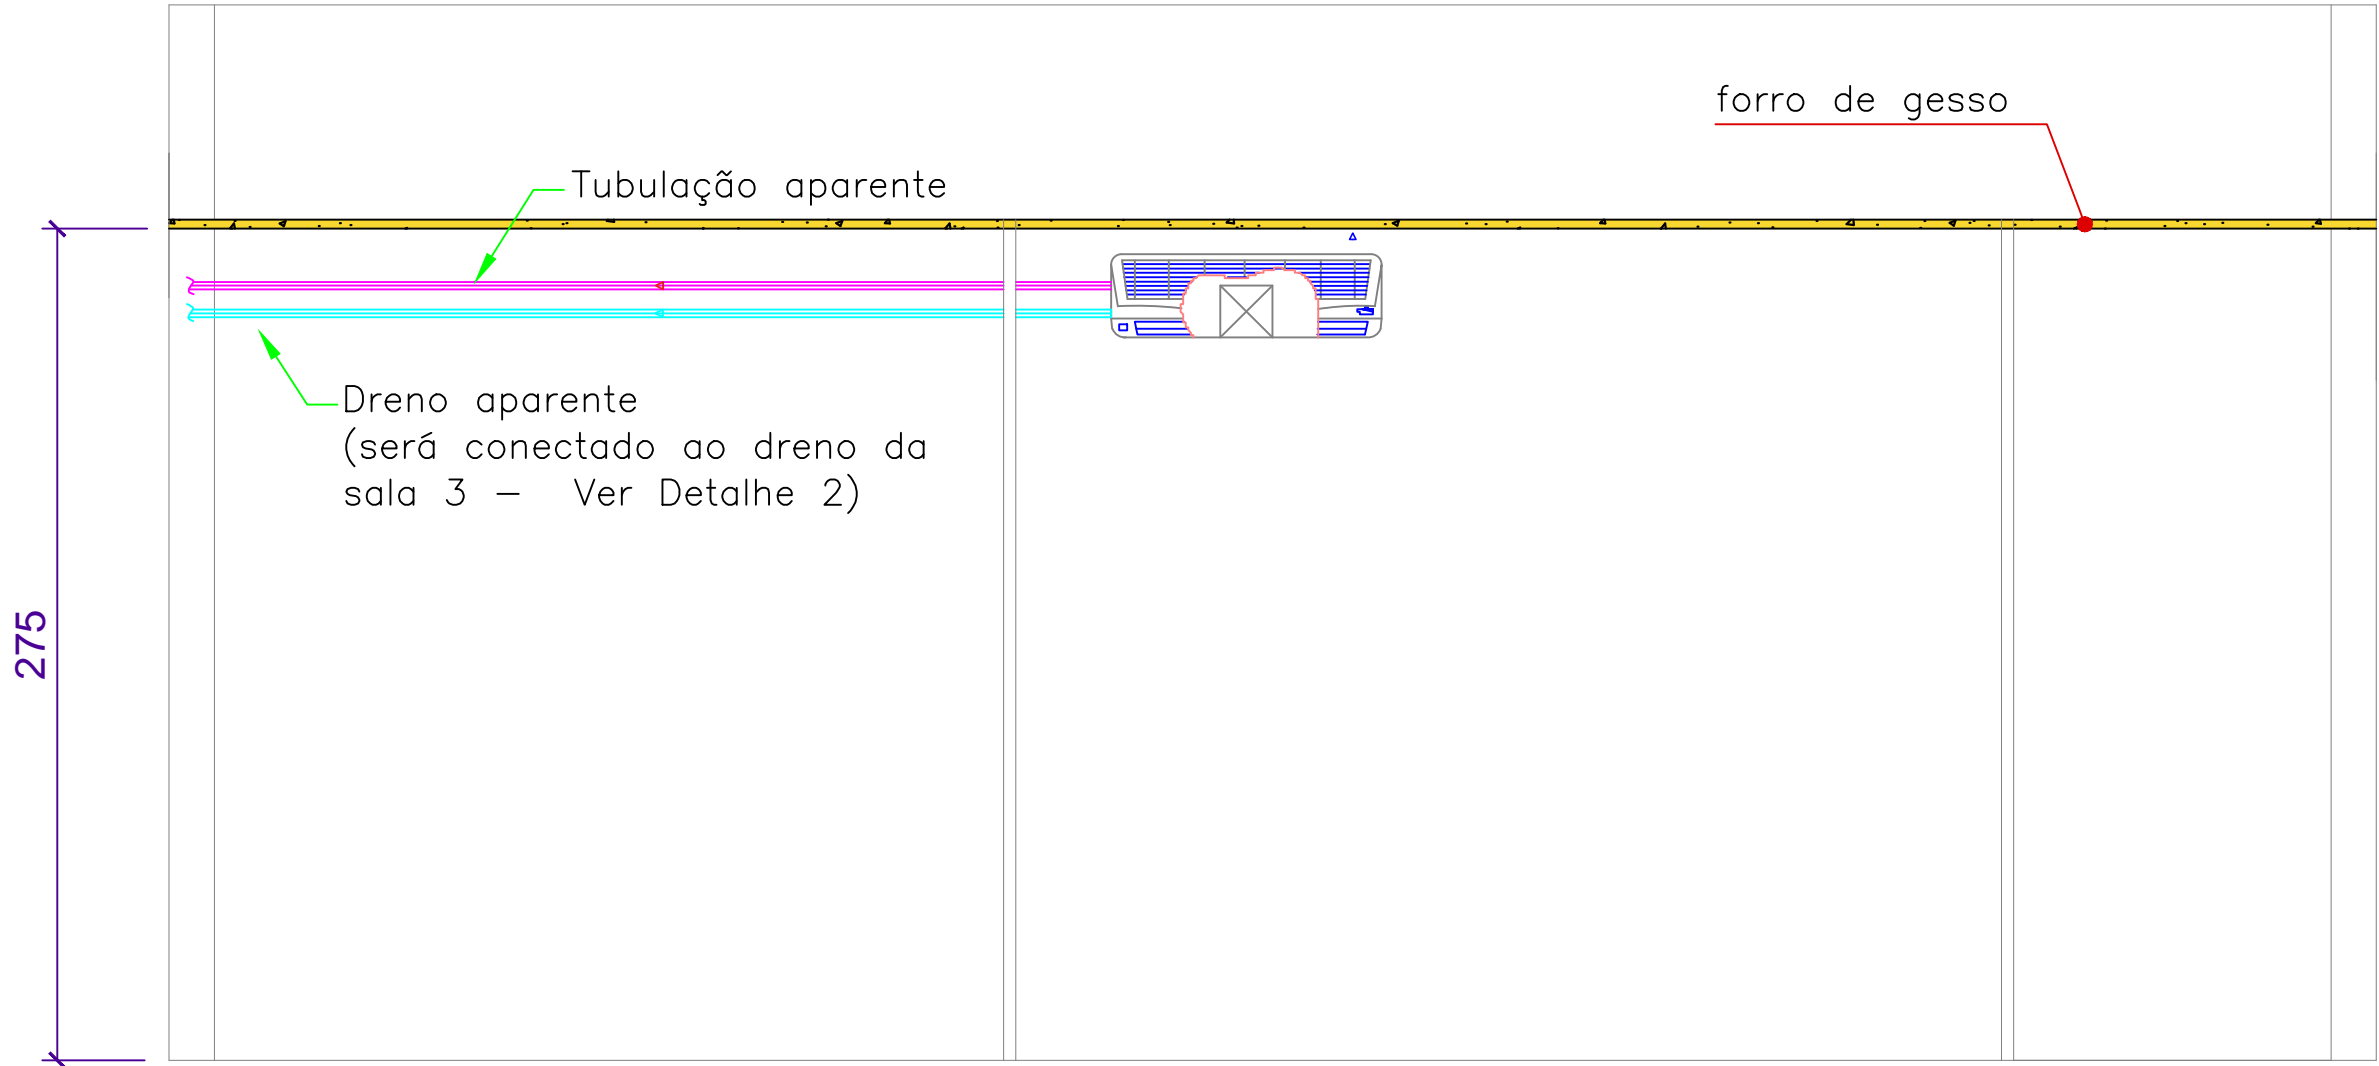 forro de gesso
Tubulação aparente
Dreno aparente
(será conectado ao dreno da
sala 3 – Ver Detalhe 2)
275